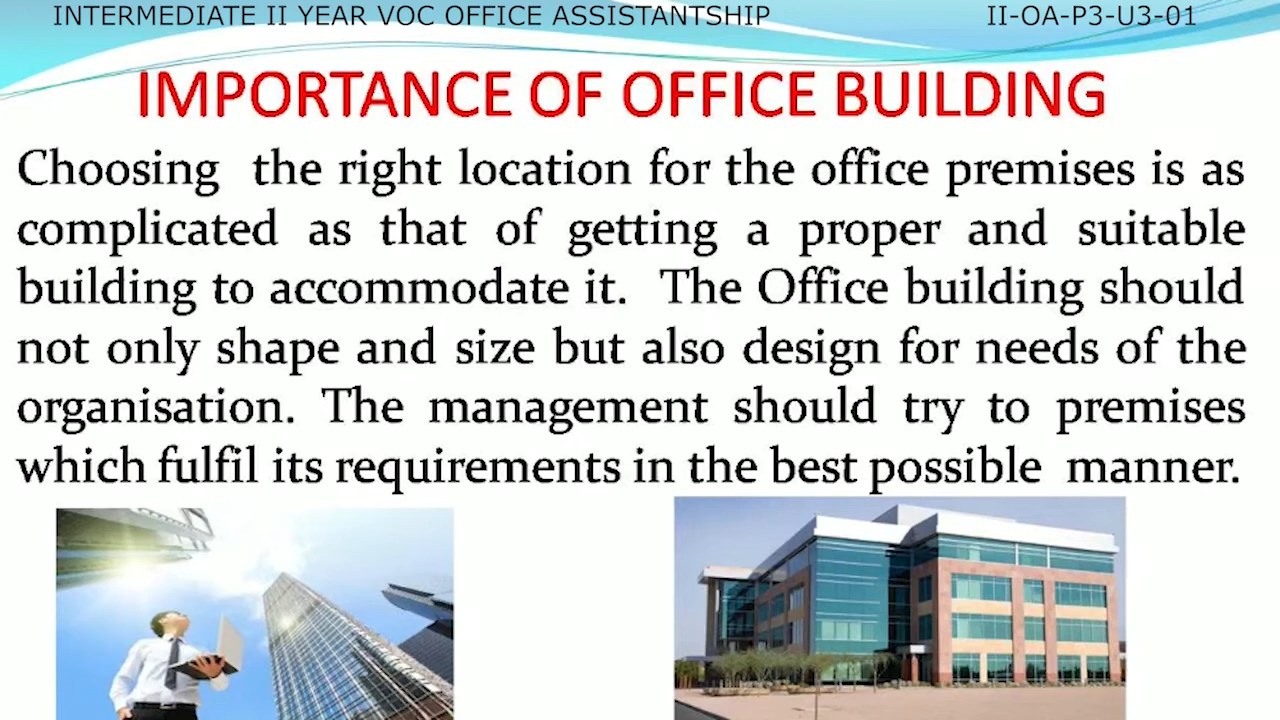 INTERMEDIATE II YEAR VOC OFFICE ASSISTANTSHIP II-OA-P3-U3-01
IMPORTANCE OF OFFICE BUILDING
Choosing the right location for the office premises is as
complicated as that of getting a proper and suitable
building to accommodate it. The Office building should
not only shape and size but also design for needs of the
organisation. The management should try to premises
which fulfil its requirements in the best possible manner.